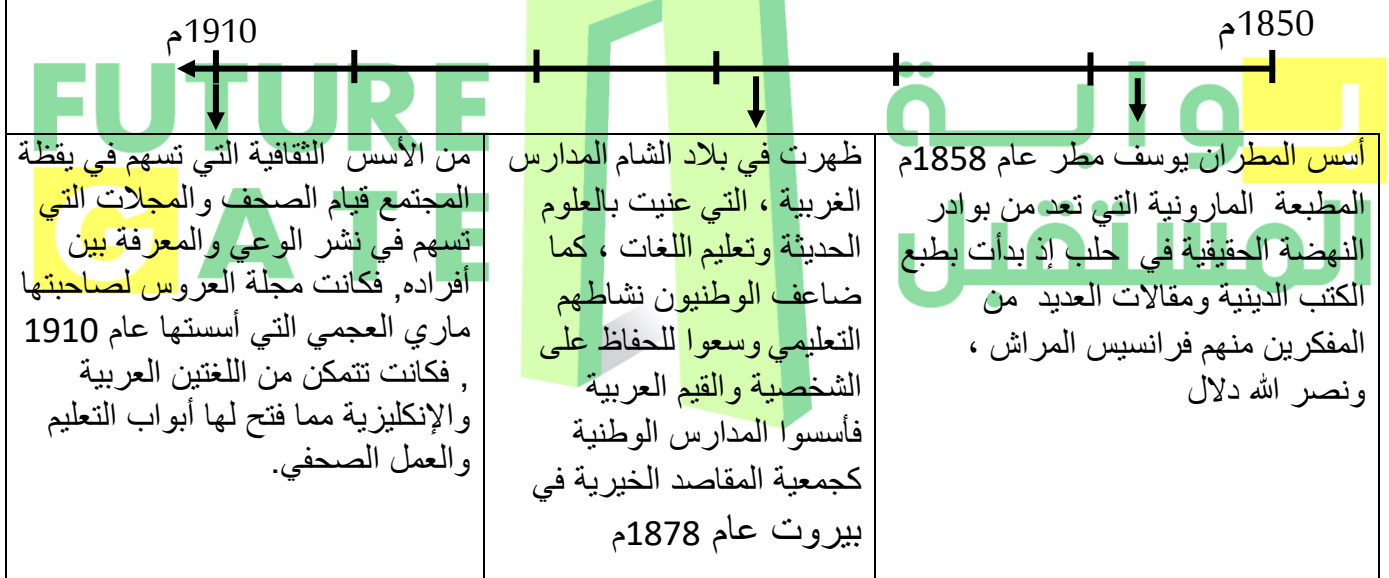 1850م
1910م
أسس المطران يوسف مطر عام 1858م
المطبعة المارونية التي تعد من بوادر
النهضة الحقيقية في حلب إذ بدأت بطبع
الكتب الدينية ومقالات العديد من
المفكرين منهم فرانسيس المراش ،
ونصر الله دلال
ظهرت في بلاد الشام المدارس
الغربية ، التي عنيت بالعلوم
الحديثة وتعليم اللغات ، كما
ضاعف الوطنيون نشاطهم
التعليمي وسعوا للحفاظ على
الشخصية والقيم العربية
فأسسوا المدارس الوطنية
كجمعية المقاصد الخيرية في
بيروت عام 1878م
من الأسس الثقافية التي تسهم في يقظة
المجتمع قيام الصحف والمجلات التي
تسهم في نشر الوعي والمعرفة بين
أفراده, فكانت مجلة العروس لصاحبتها
ماري العجمي التي أسستها عام 1910
, فكانت تتمكن من اللغتين العربية
والإنكليزية مما فتح لها أبواب التعليم
والعمل الصحفي.
بوابة
المستقبل
FUTURE
GATE